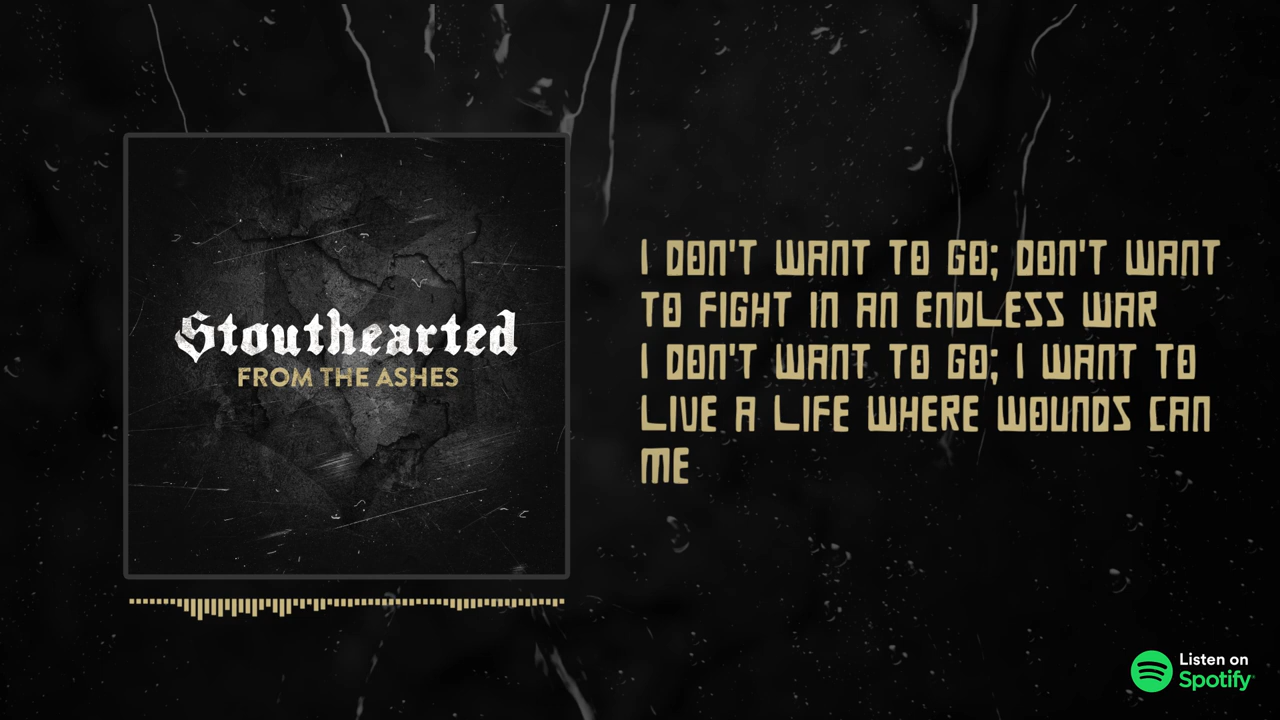 Stouthearted
FROM THE ASHES
I DON'T WANT TO GO; DON'T WANT
TO FIGHT IN AN ENDLESS WAR
I DON'T WANT TO GO; I WANT TO
LIVE A LIFE WHERE WOUNDS CAN
ME
Listen on
Spotify